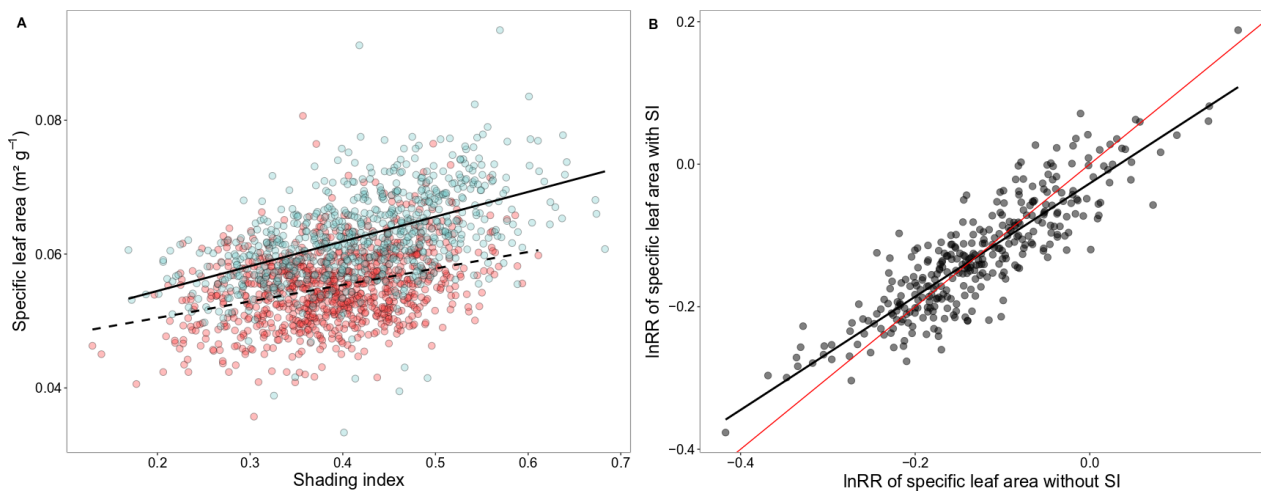 A
B
Specific leaf area (m² g⁻¹)
0.08
0.06
0.04
0.2 0.3 0.4 0.5 0.6 0.7
Shading index
lnRR of specific leaf area with SI
0.2
0.0
−0.2
−0.4
−0.4 −0.2 0.0
lnRR of specific leaf area without SI